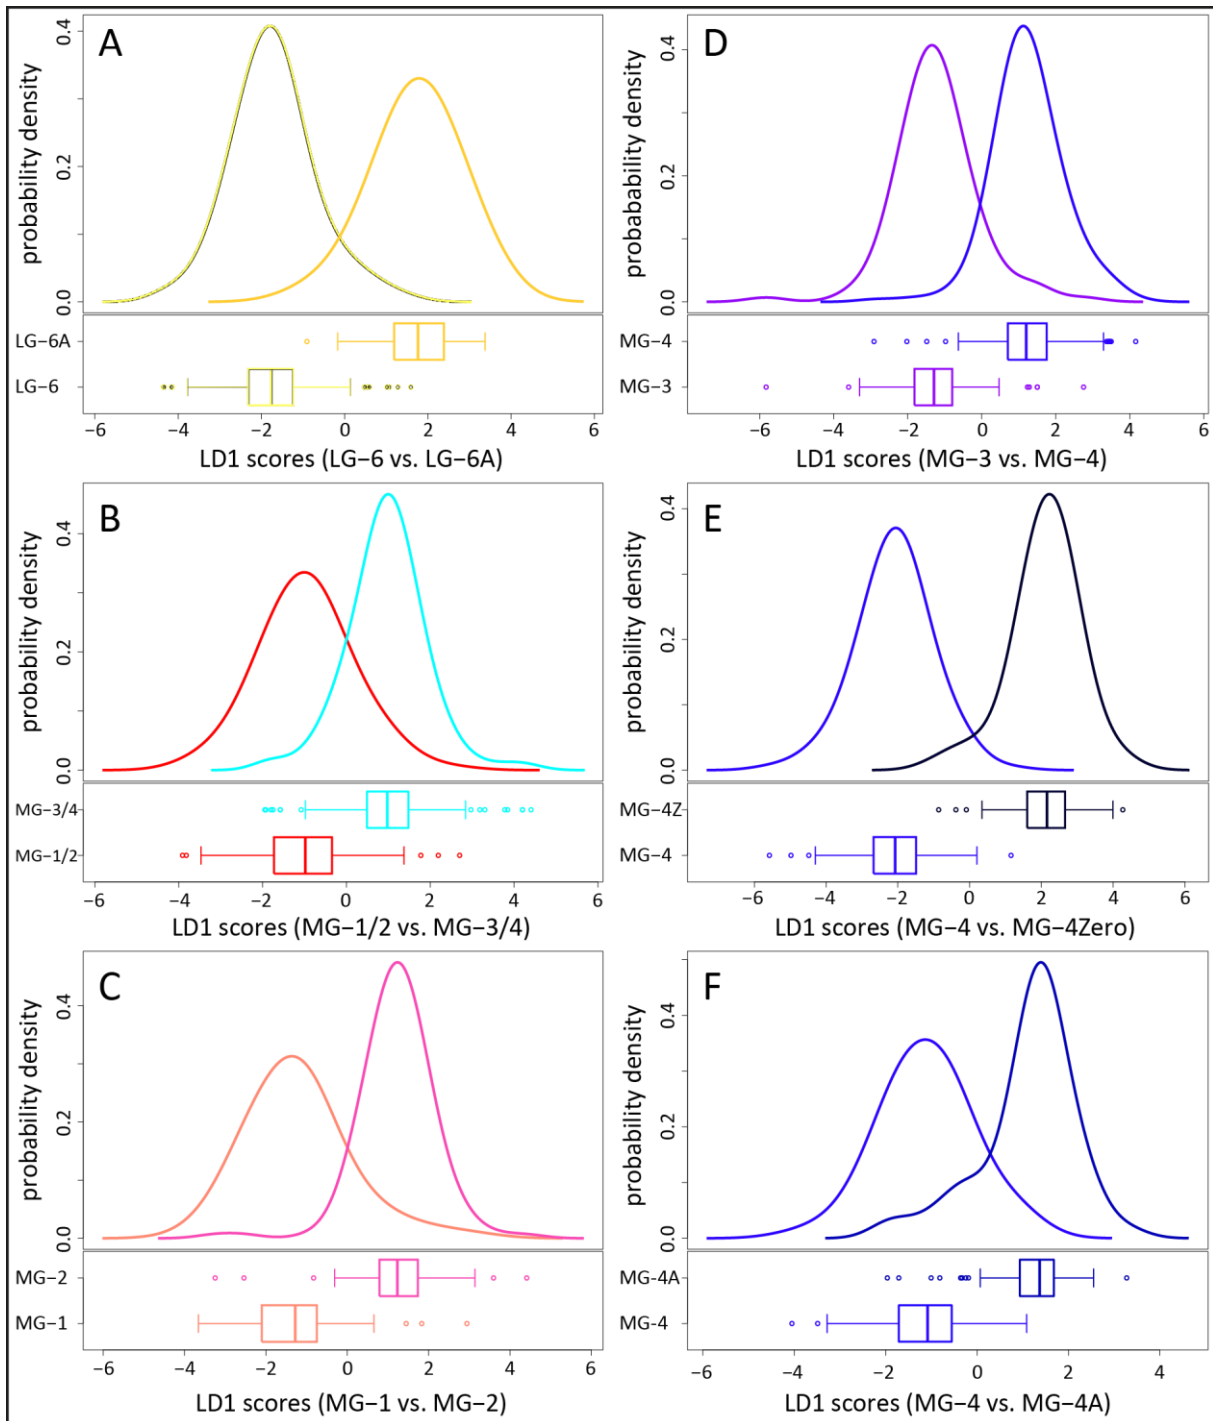 A
probability density
0.4
0.2
0.0
LG−6A
LG−6
−6 −4 −2 0 2 4 6
LD1 scores (LG−6 vs. LG−6A)
B
probability density
0.4
0.2
0.0
MG−3/4
MG−1/2
−6 −4 −2 0 2 4 6
LD1 scores (MG−1/2 vs. MG−3/4)
C
probability density
0.4
0.2
0.0
MG−2
MG−1
−6 −4 −2 0 2 4 6
LD1 scores (MG−1 vs. MG−2)
D
probability density
0.4
0.2
0.0
MG−4
MG−3
−6 −4 −2 0 2 4 6
LD1 scores (MG−3 vs. MG−4)
E
probability density
0.4
0.2
0.0
MG−4Z
MG−4
−6 −4 −2 0 2 4 6
LD1 scores (MG−4 vs. MG−4Zero)
F
probability density
0.4
0.2
0.0
MG-4A
MG-4
−6 −4 −2 0 2 4
LD1 scores (MG−4 vs. MG−4A)